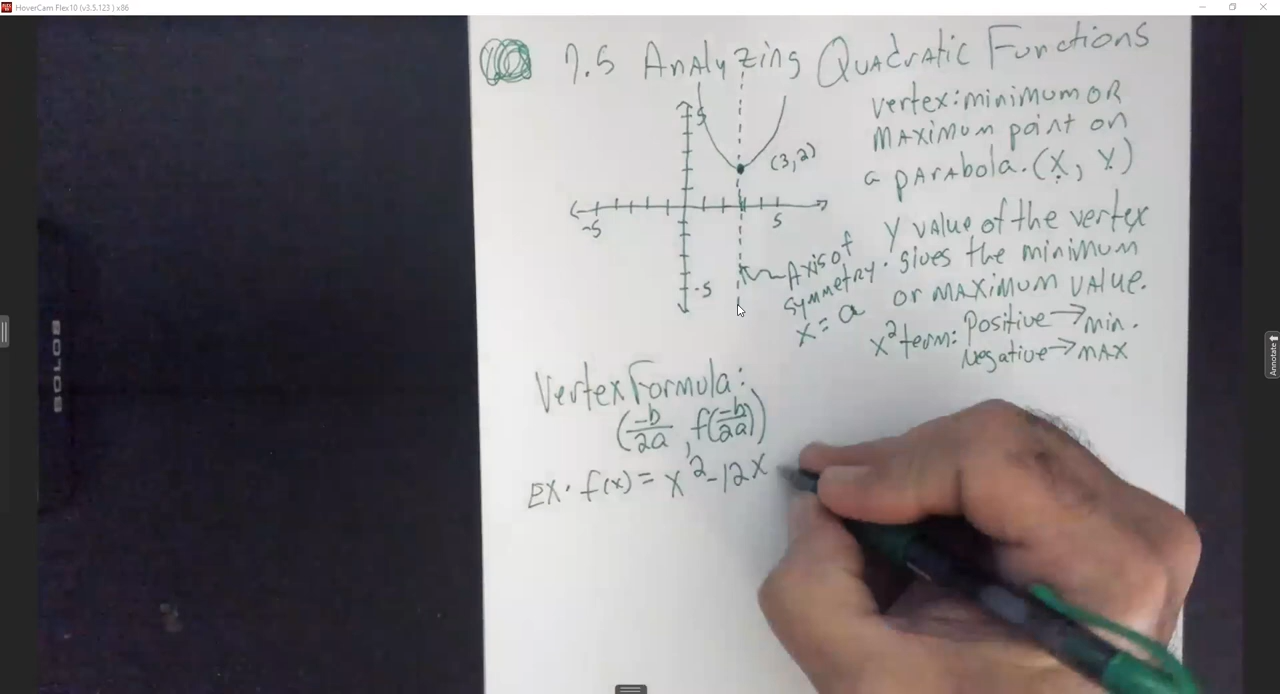 HoverCam Flex10 (v3.5.123 ) x86
7.5 Analyzing Quadratic Functions
5
-5
5
-5
(3,2)
Axis of
symmetry.
x = a
vertex: minimum OR
maximum point on
a parabola. (X, Y)
Y value of the vertex
gives the minimum
or maximum value.
x² term: Positive → min.
Negative → max
Vertex Formula:
(-b/2a, f(-b/2a))
EX. f(x) = x² - 12x
SOLO8
Annotate